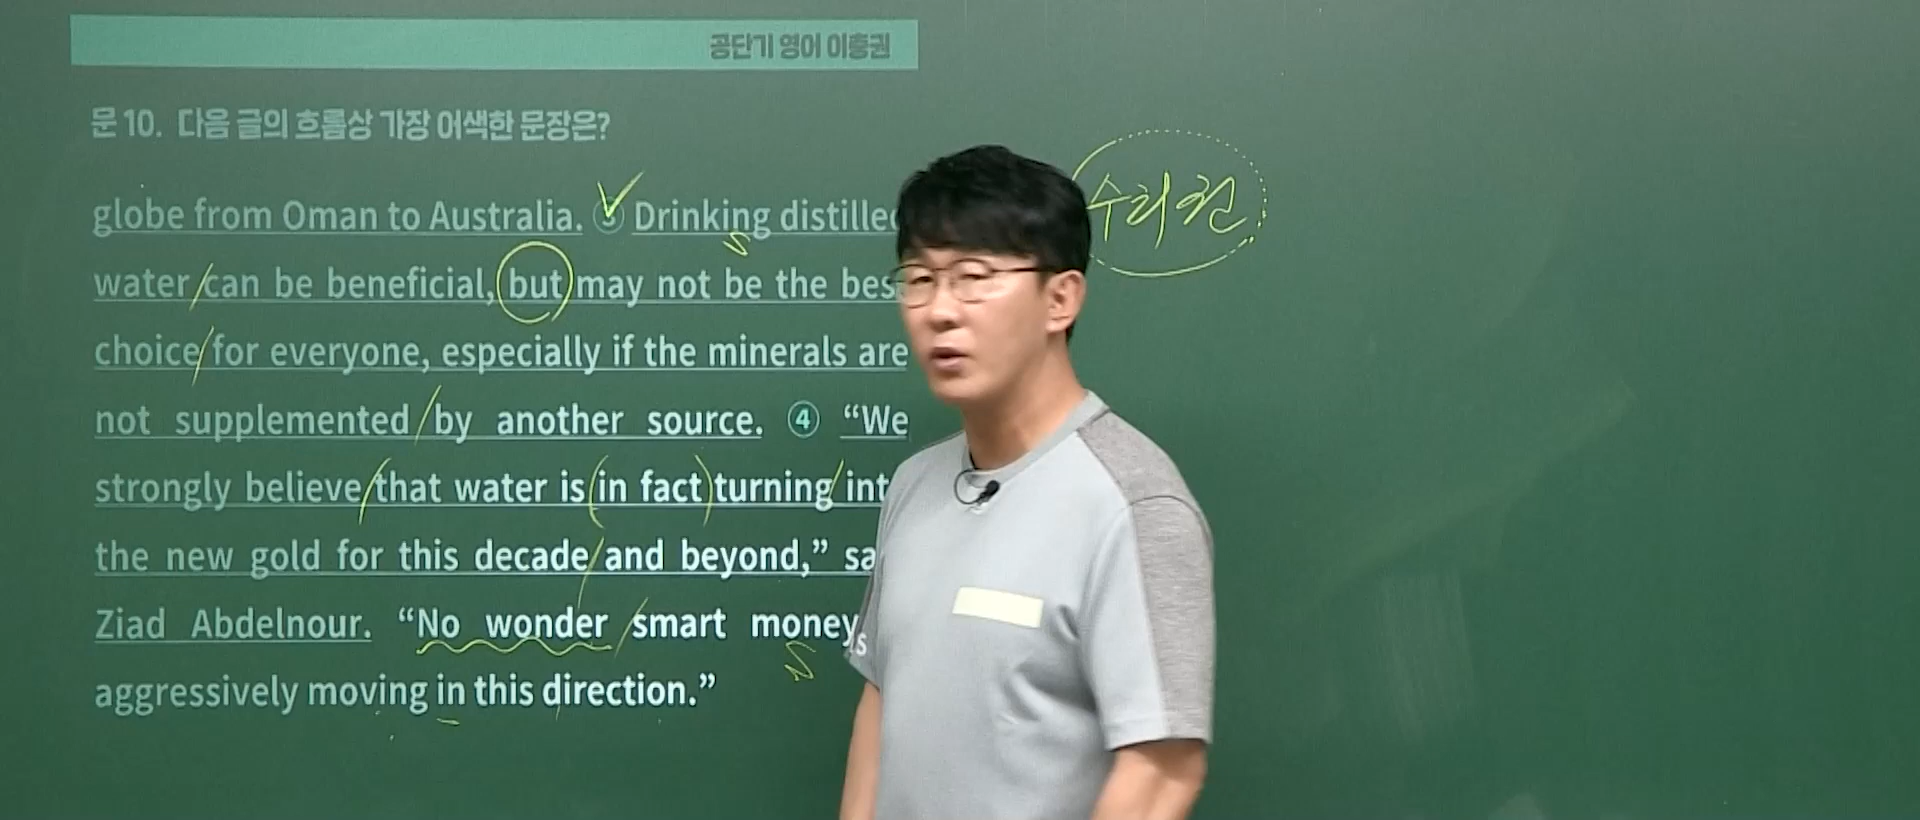 공단기 영어 이충권
문 10. 다음 글의 흐름상 가장 어색한 문장은?
수리권
globe from Oman to Australia. ③ Drinking distilled
water can be beneficial, but may not be the bes
choice for everyone, especially if the minerals are
not supplemented by another source. ④ “We
strongly believe that water is in fact turning int
the new gold for this decade and beyond,” sa
Ziad Abdelnour. “No wonder smart money is
aggressively moving in this direction.”